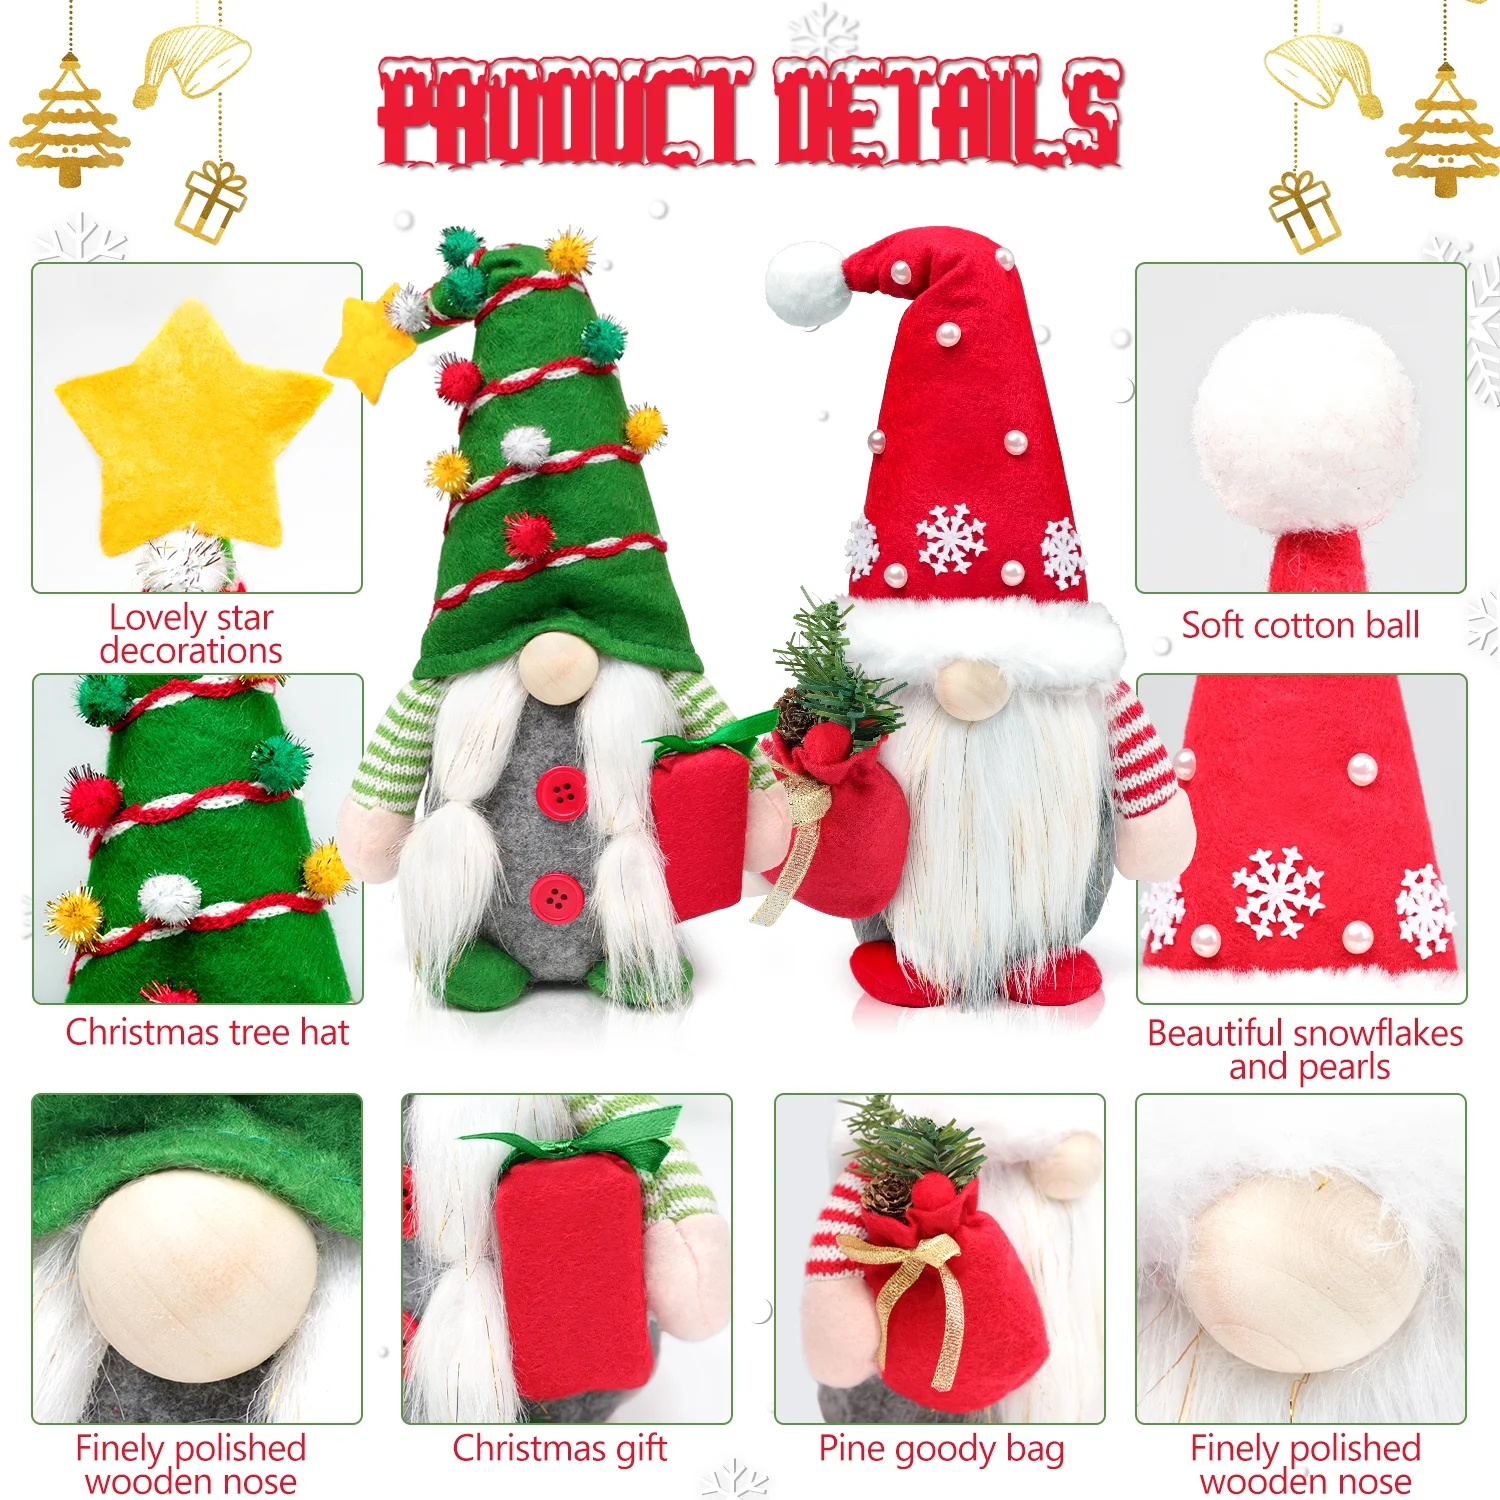 PRODUCT DETAILS
Lovely star
decorations
Soft cotton ball
Christmas tree hat
Beautiful snowflakes
and pearls
Finely polished
wooden nose
Christmas gift
Pine goody bag
Finely polished
wooden nose